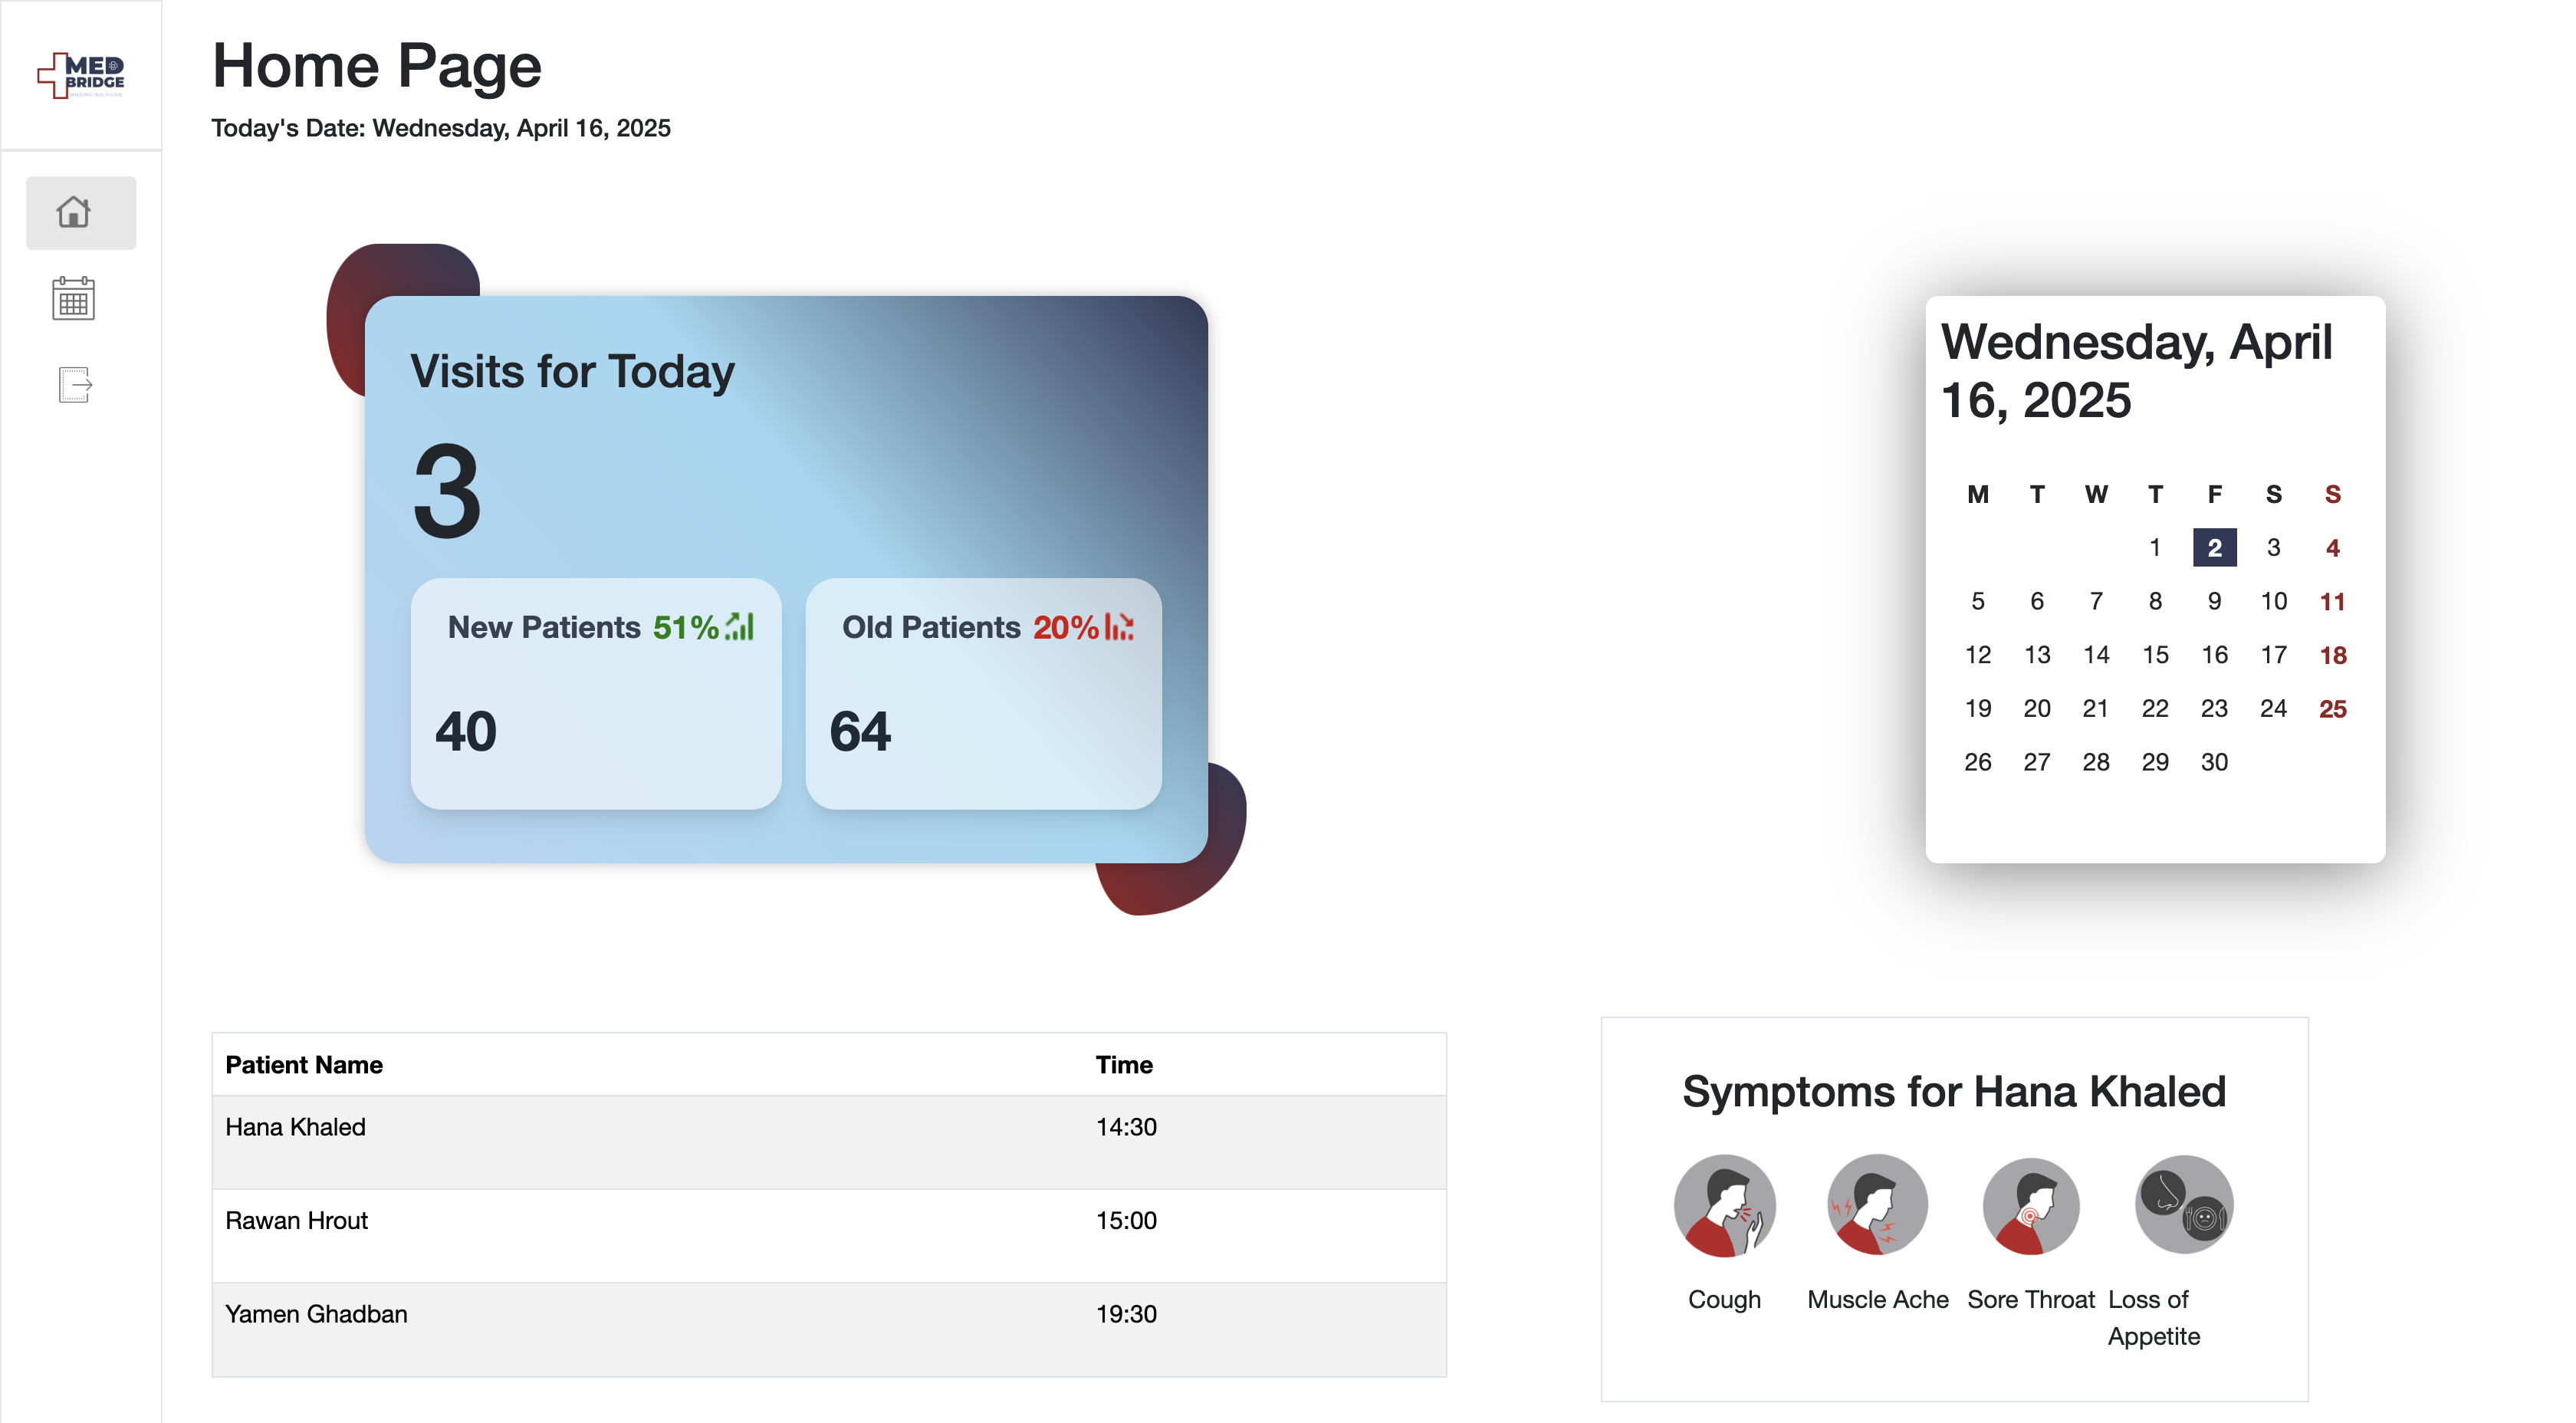 MED
BRIDGE
Home Page
Today's Date: Wednesday, April 16, 2025
Visits for Today
3
New Patients 51%
40
Old Patients 20%
64
Wednesday, April
16, 2025
M T W T F S S
1 2 3 4
5 6 7 8 9 10 11
12 13 14 15 16 17 18
19 20 21 22 23 24 25
26 27 28 29 30
Patient Name Time
Hana Khaled 14:30
Rawan Hrout 15:00
Yamen Ghadban 19:30
Symptoms for Hana Khaled
Cough
Muscle Ache
Sore Throat
Loss of
Appetite